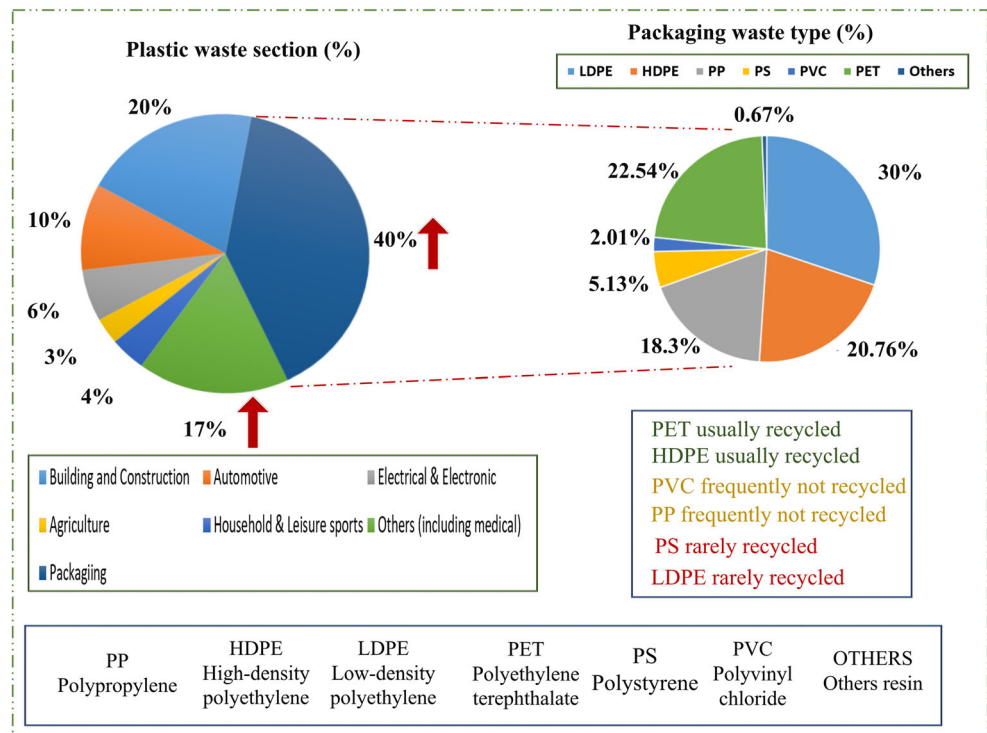 Plastic waste section (%)
20%
10%
6%
3%
4%
17%
40%
Building and Construction
Automotive
Electrical & Electronic
Agriculture
Household & Leisure sports
Others (including medical)
Packagiing
Packaging waste type (%)
LDPE HDPE PP PS PVC PET Others
0.67%
22.54%
30%
2.01%
5.13%
18.3%
20.76%
PET usually recycled
HDPE usually recycled
PVC frequently not recycled
PP frequently not recycled
PS rarely recycled
LDPE rarely recycled
PP
Polypropylene
HDPE
High-density
polyethylene
LDPE
Low-density
polyethylene
PET
Polyethylene
terephthalate
PS
Polystyrene
PVC
Polyvinyl
chloride
OTHERS
Others resin